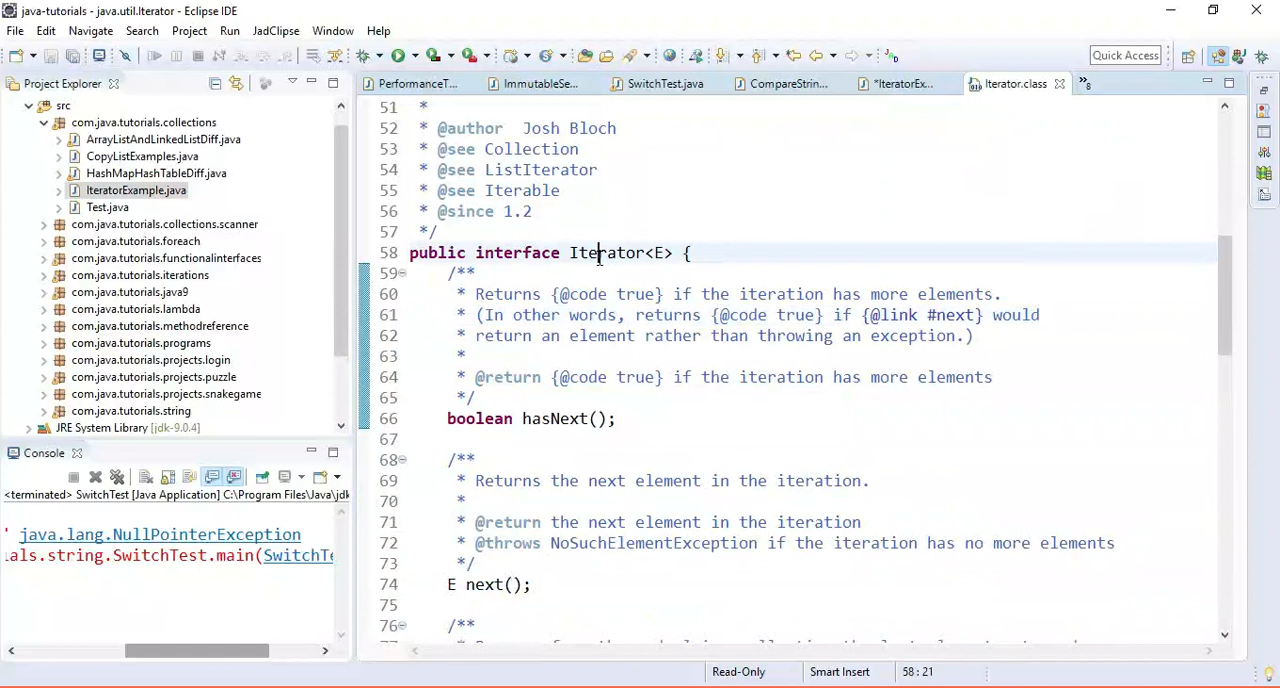 java-tutorials - java.util.Iterator - Eclipse IDE
File Edit Navigate Search Project Run JadClipse Window Help
Quick Access
Project Explorer
src
com.java.tutorials.collections
ArrayListAndLinkedListDiff.java
CopyListExamples.java
HashMapHashTableDiff.java
IteratorExample.java
Test.java
com.java.tutorials.collections.scanner
com.java.tutorials.foreach
com.java.tutorials.functionalinterfaces
com.java.tutorials.iterations
com.java.tutorials.java9
com.java.tutorials.lambda
com.java.tutorials.methodreference
com.java.tutorials.programs
com.java.tutorials.projects.login
com.java.tutorials.projects.puzzle
com.java.tutorials.projects.snakegame
com.java.tutorials.string
JRE System Library [jdk-9.0.4]
Console
<terminated> SwitchTest [Java Application] C:\Program Files\Java\jdk
' java.lang.NullPointerException
ials.string.SwitchTest.main(SwitchTe
PerformanceT... ImmutableSe... SwitchTest.java CompareStrin... *IteratorEx... Iterator.class »8
51 *
52 * @author  Josh Bloch
53 * @see Collection
54 * @see ListIterator
55 * @see Iterable
56 * @since 1.2
57 */
58 public interface Iterator<E> {
59 /**
60 * Returns {@code true} if the iteration has more elements.
61 * (In other words, returns {@code true} if {@link #next} would
62 * return an element rather than throwing an exception.)
63 *
64 * @return {@code true} if the iteration has more elements
65 */
66 boolean hasNext();
67
68 /**
69 * Returns the next element in the iteration.
70 *
71 * @return the next element in the iteration
72 * @throws NoSuchElementException if the iteration has no more elements
73 */
74 E next();
75
76 /**
Read-Only Smart Insert 58 : 21